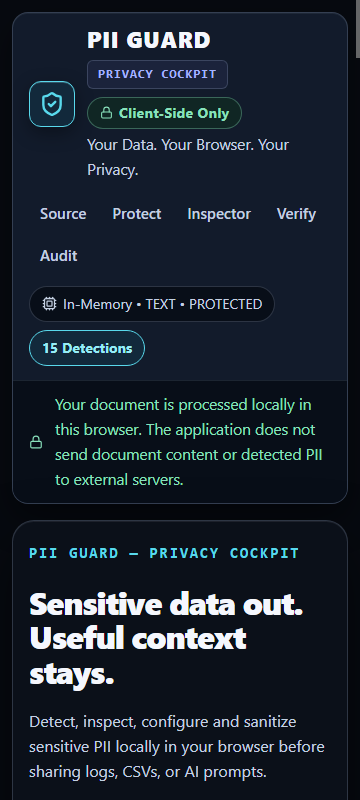 PII GUARD
PRIVACY COCKPIT
Client-Side Only
Your Data. Your Browser. Your
Privacy.
Source Protect Inspector Verify
Audit
In-Memory • TEXT • PROTECTED
15 Detections
Your document is processed locally in
this browser. The application does not
send document content or detected PII
to external servers.
PII GUARD — PRIVACY COCKPIT
Sensitive data out.
Useful context
stays.
Detect, inspect, configure and sanitize
sensitive PII locally in your browser before
sharing logs, CSVs, or AI prompts.